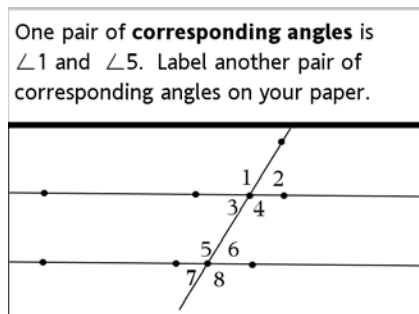 One pair of corresponding angles is
∠1 and ∠5. Label another pair of
corresponding angles on your paper.
1 2
3 4
5 6
7 8